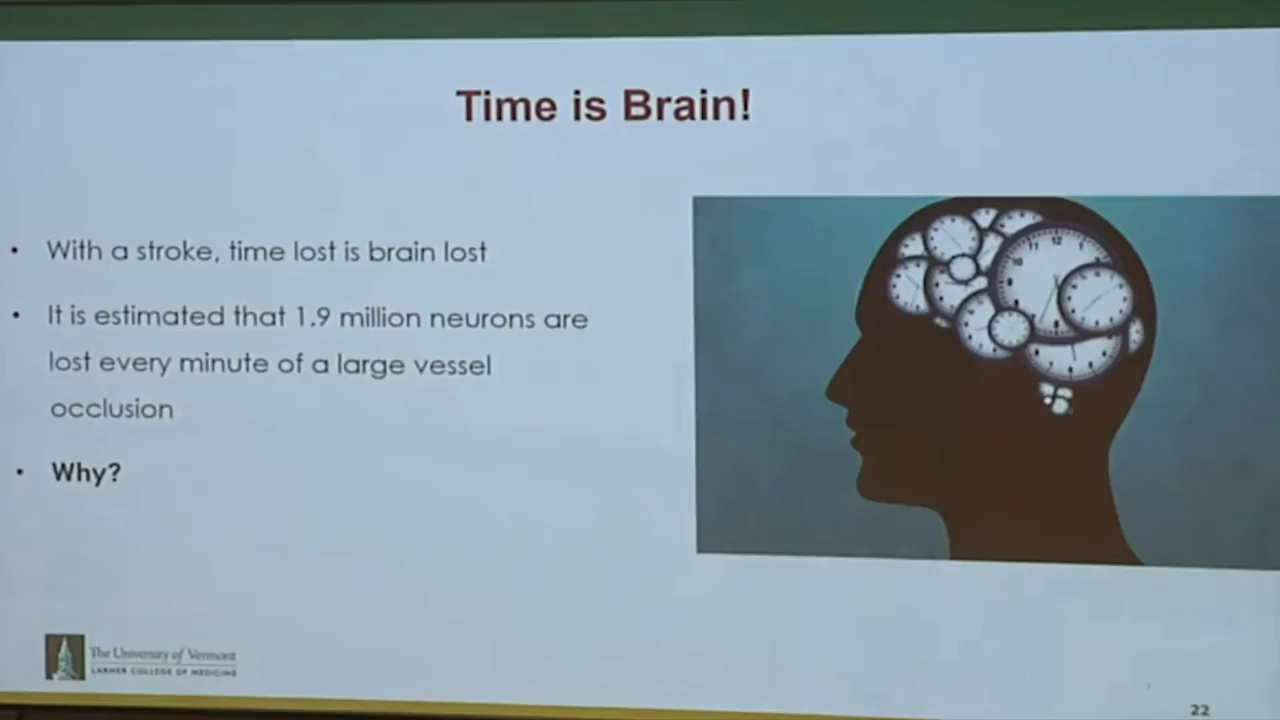 Time is Brain!
• With a stroke, time lost is brain lost
• It is estimated that 1.9 million neurons are
lost every minute of a large vessel
occlusion
• Why?
The University of Vermont
LARNER COLLEGE OF MEDICINE
22